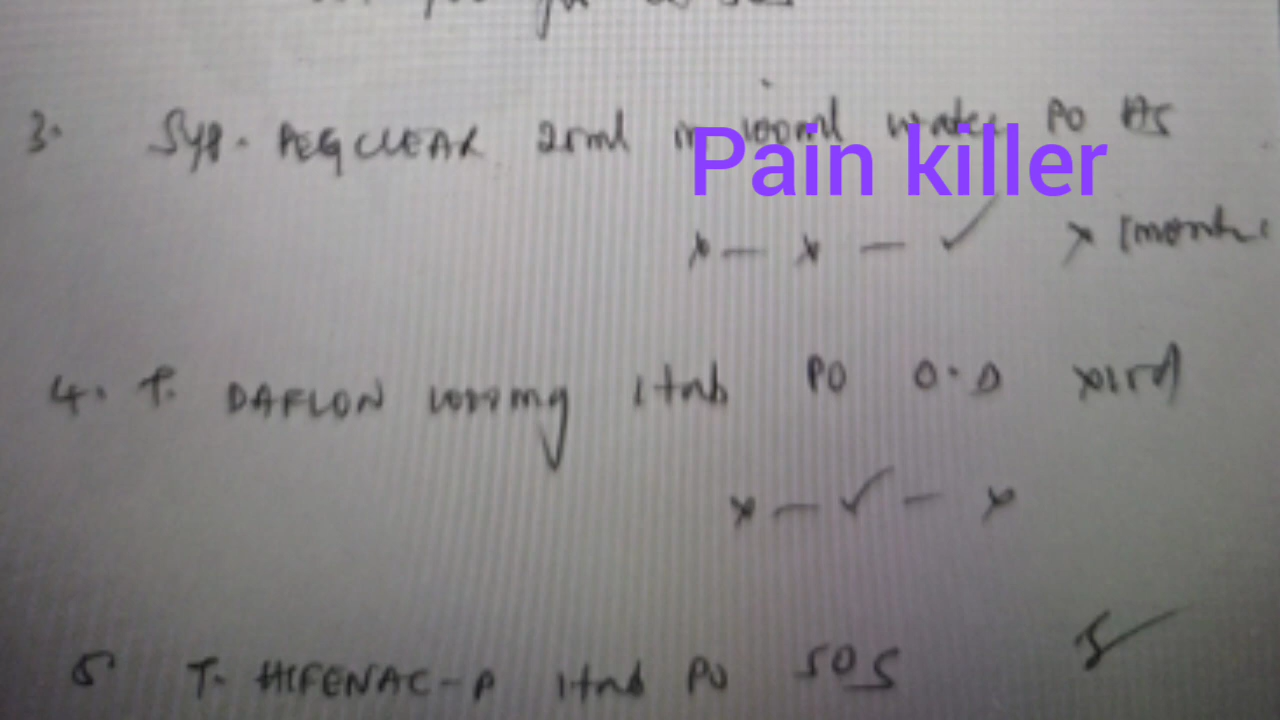 3. Syp. PEGCLEAR 25ml in 100ml water PO HS
Pain killer
x — x — ✓ x 1month
4. T. DAFLON 1000mg 1tab PO O.D
x — ✓ — x
5 T. HIFENAC-P 1tab PO SOS 5